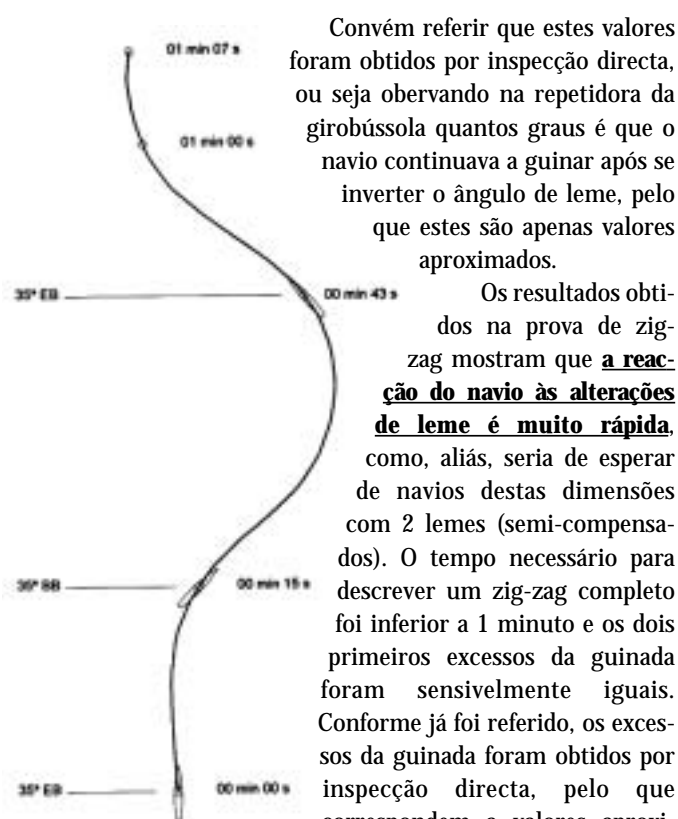 01 min 07 s
01 min 00 s
35º EB
00 min 43 s
35º BB
00 min 15 s
35º EB
00 min 00 s
Convém referir que estes valores
foram obtidos por inspecção directa,
ou seja obervando na repetidora da
girobússola quantos graus é que o
navio continuava a guinar após se
inverter o ângulo de leme, pelo
que estes são apenas valores
aproximados.
Os resultados obti-
dos na prova de zig-
zag mostram que a reac-
ção do navio às alterações
de leme é muito rápida,
como, aliás, seria de esperar
de navios destas dimensões
com 2 lemes (semi-compensa-
dos). O tempo necessário para
descrever um zig-zag completo
foi inferior a 1 minuto e os dois
primeiros excessos da guinada
foram sensivelmente iguais.
Conforme já foi referido, os exces-
sos da guinada foram obtidos por
inspecção directa, pelo que